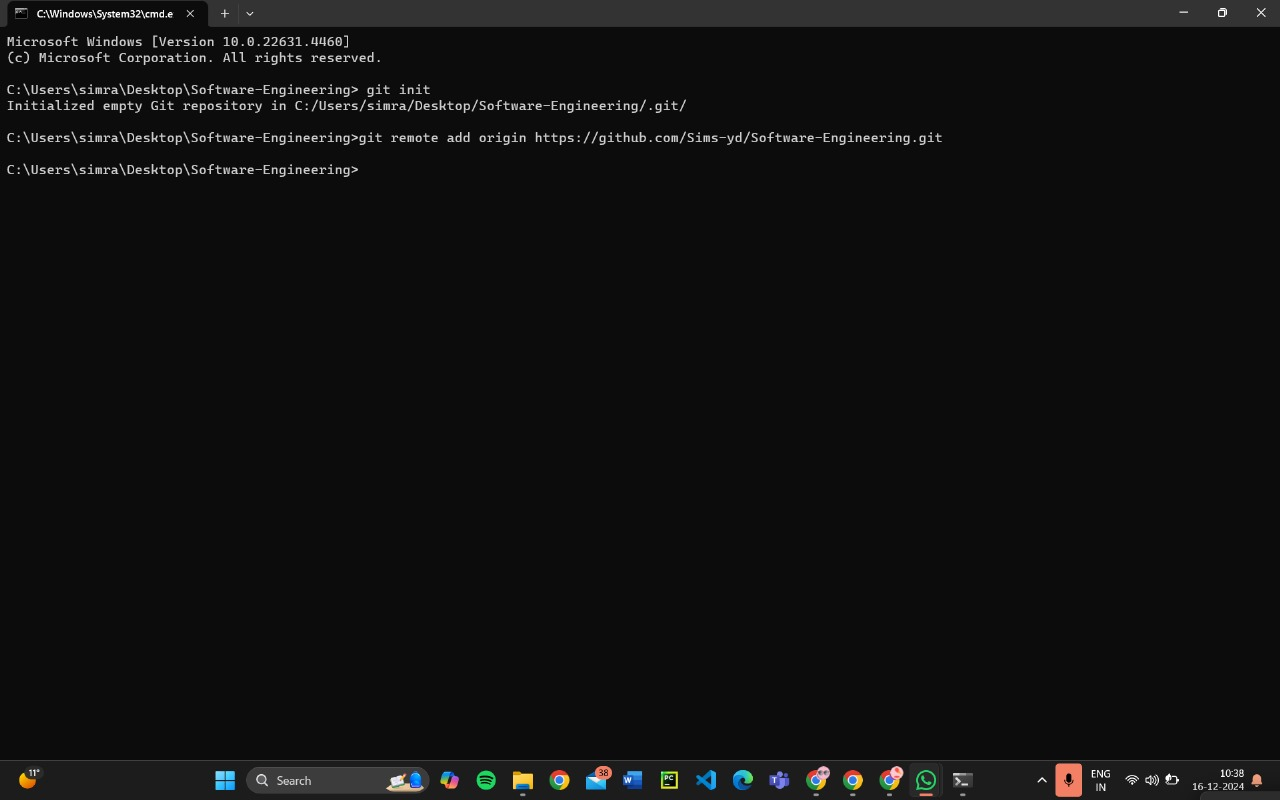 C:\Windows\System32\cmd.e
Microsoft Windows [Version 10.0.22631.4460]
(c) Microsoft Corporation. All rights reserved.
C:\Users\simra\Desktop\Software-Engineering> git init
Initialized empty Git repository in C:/Users/simra/Desktop/Software-Engineering/.git/
C:\Users\simra\Desktop\Software-Engineering>git remote add origin https://github.com/Sims-yd/Software-Engineering.git
C:\Users\simra\Desktop\Software-Engineering>
11°
Search
38
W
PC
T
ENG
IN
10:38
16-12-2024